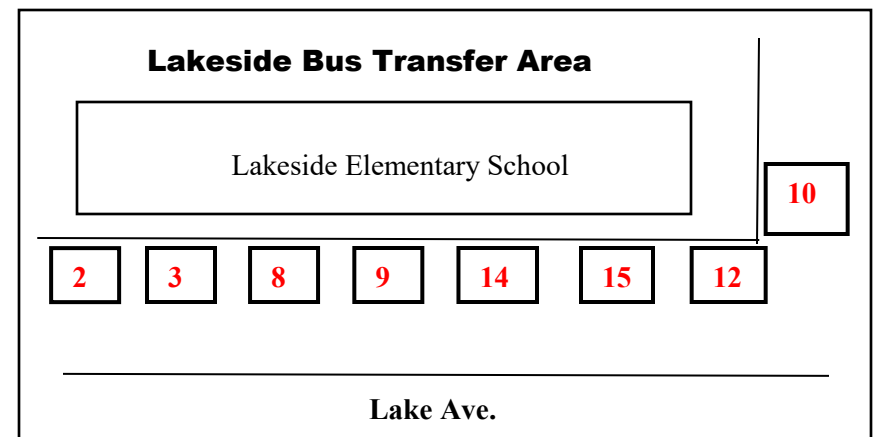 Lakeside Bus Transfer Area
Lakeside Elementary School
10
2 3 8 9 14 15 12
Lake Ave.